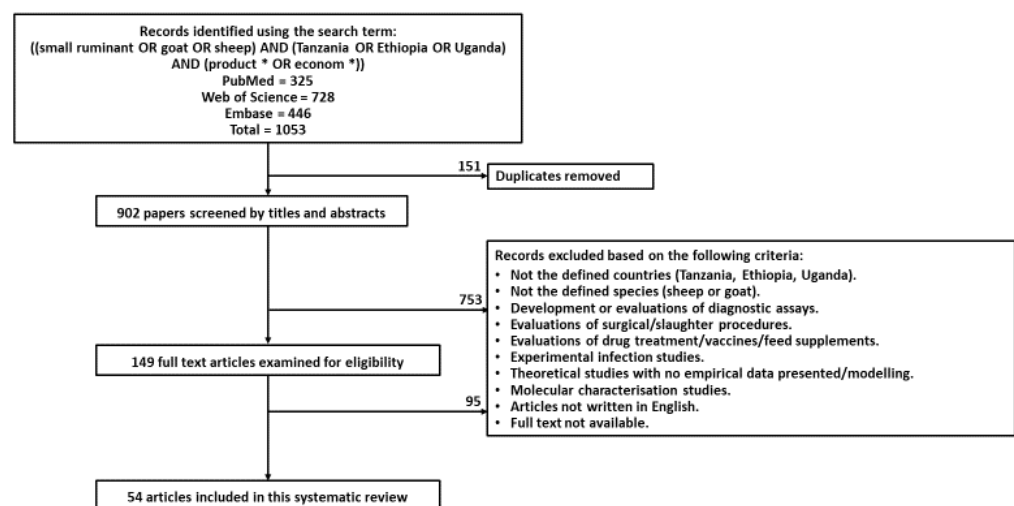 Records identified using the search term:
((small ruminant OR goat OR sheep) AND (Tanzania OR Ethiopia OR Uganda)
AND (product * OR econom *))
PubMed = 325
Web of Science = 728
Embase = 446
Total = 1053
151
Duplicates removed
902 papers screened by titles and abstracts
753
Records excluded based on the following criteria:
• Not the defined countries (Tanzania, Ethiopia, Uganda).
• Not the defined species (sheep or goat).
• Development or evaluations of diagnostic assays.
• Evaluations of surgical/slaughter procedures.
• Evaluations of drug treatment/vaccines/feed supplements.
• Experimental infection studies.
• Theoretical studies with no empirical data presented/modelling.
• Molecular characterisation studies.
• Articles not written in English.
• Full text not available.
149 full text articles examined for eligibility
95
54 articles included in this systematic review